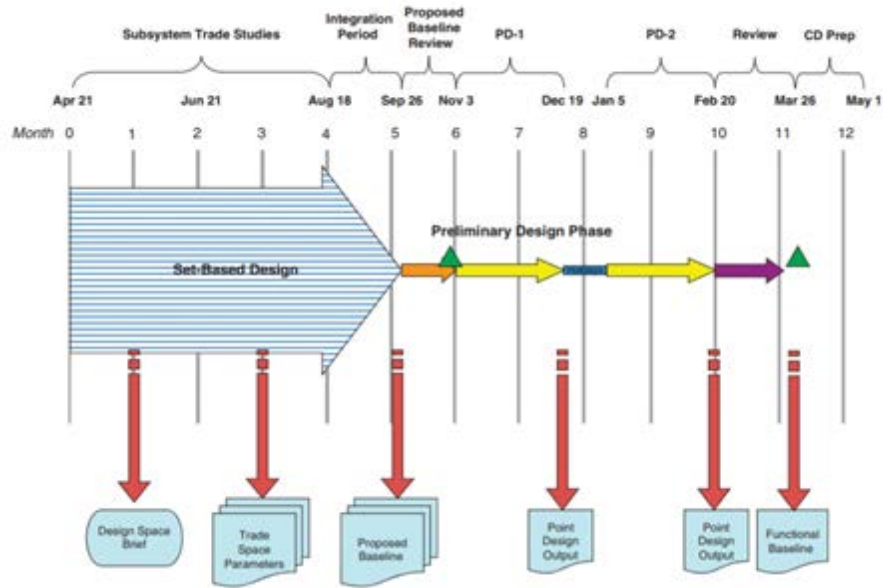 Subsystem Trade Studies
Integration
Period
Proposed
Baseline
Review
PD-1
PD-2
Review
CD Prep
Apr 21
Jun 21
Aug 18
Sep 26
Nov 3
Dec 19
Jan 5
Feb 20
Mar 26
May 1
Month 0 1 2 3 4 5 6 7 8 9 10 11 12
Preliminary Design Phase
Set-Based Design
Design Space
Brief
Trade
Space
Parameters
Proposed
Baseline
Point
Design
Output
Point
Design
Output
Functional
Baseline